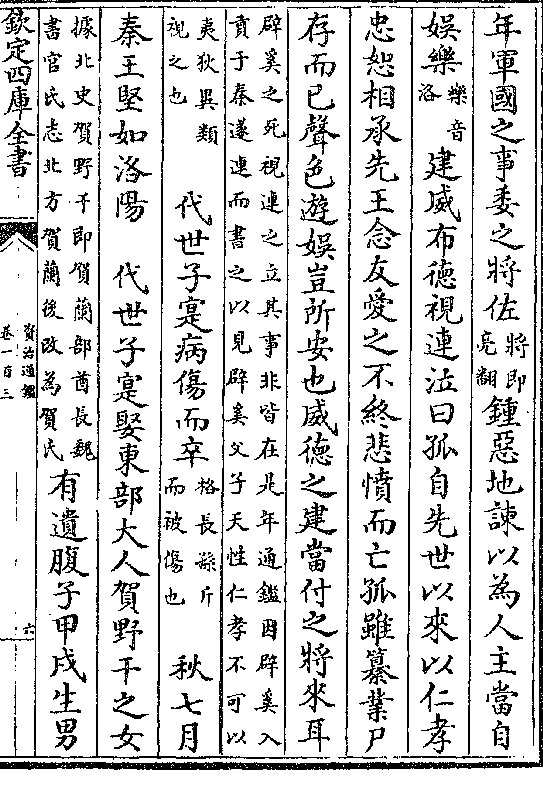 年軍國之事委之將佐將即亮翻鍾惡地諫以為人主當自
娛樂樂音洛建威布徳視連泣曰孤自先世以來以仁孝
忠恕相承先王念友愛之不終悲憤而亡孤雖纂業尸
存而已聲色遊娛豈所安也威徳之建當付之將來耳
辟奚之死視連之立其事非皆在是年通鑑因辟奚入
貢于秦遂連而書之以見辟奚父子天性仁孝不可以
夷狄異類視之也 代世子寔病傷而卒格長孫斤而被傷也 秋七月
秦王堅如洛陽 代世子寔娶東部大人賀野干之女
據北史賀野干即賀蘭部酋長魏書官氏志北方賀蘭後改為賀氏有遺腹子甲戌生男
欽定四庫全書
資治通鑑
卷一百三
六